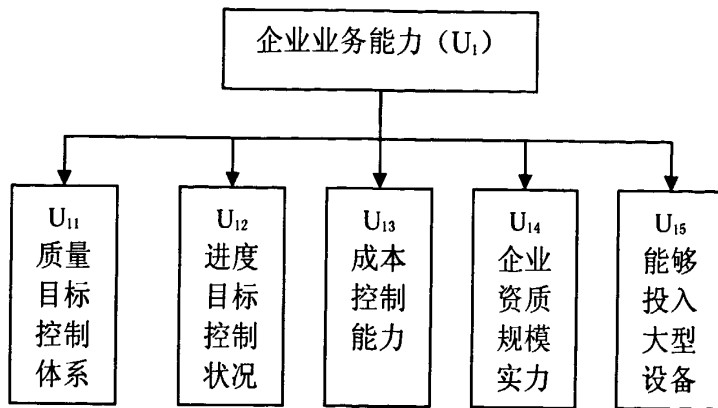 企业业务能力（U₁）
U₁₁
质量
目标
控制
体系
U₁₂
进度
目标
控制
状况
U₁₃
成本
控制
能力
U₁₄
企业
资质
规模
实力
U₁₅
能够
投入
大型
设备